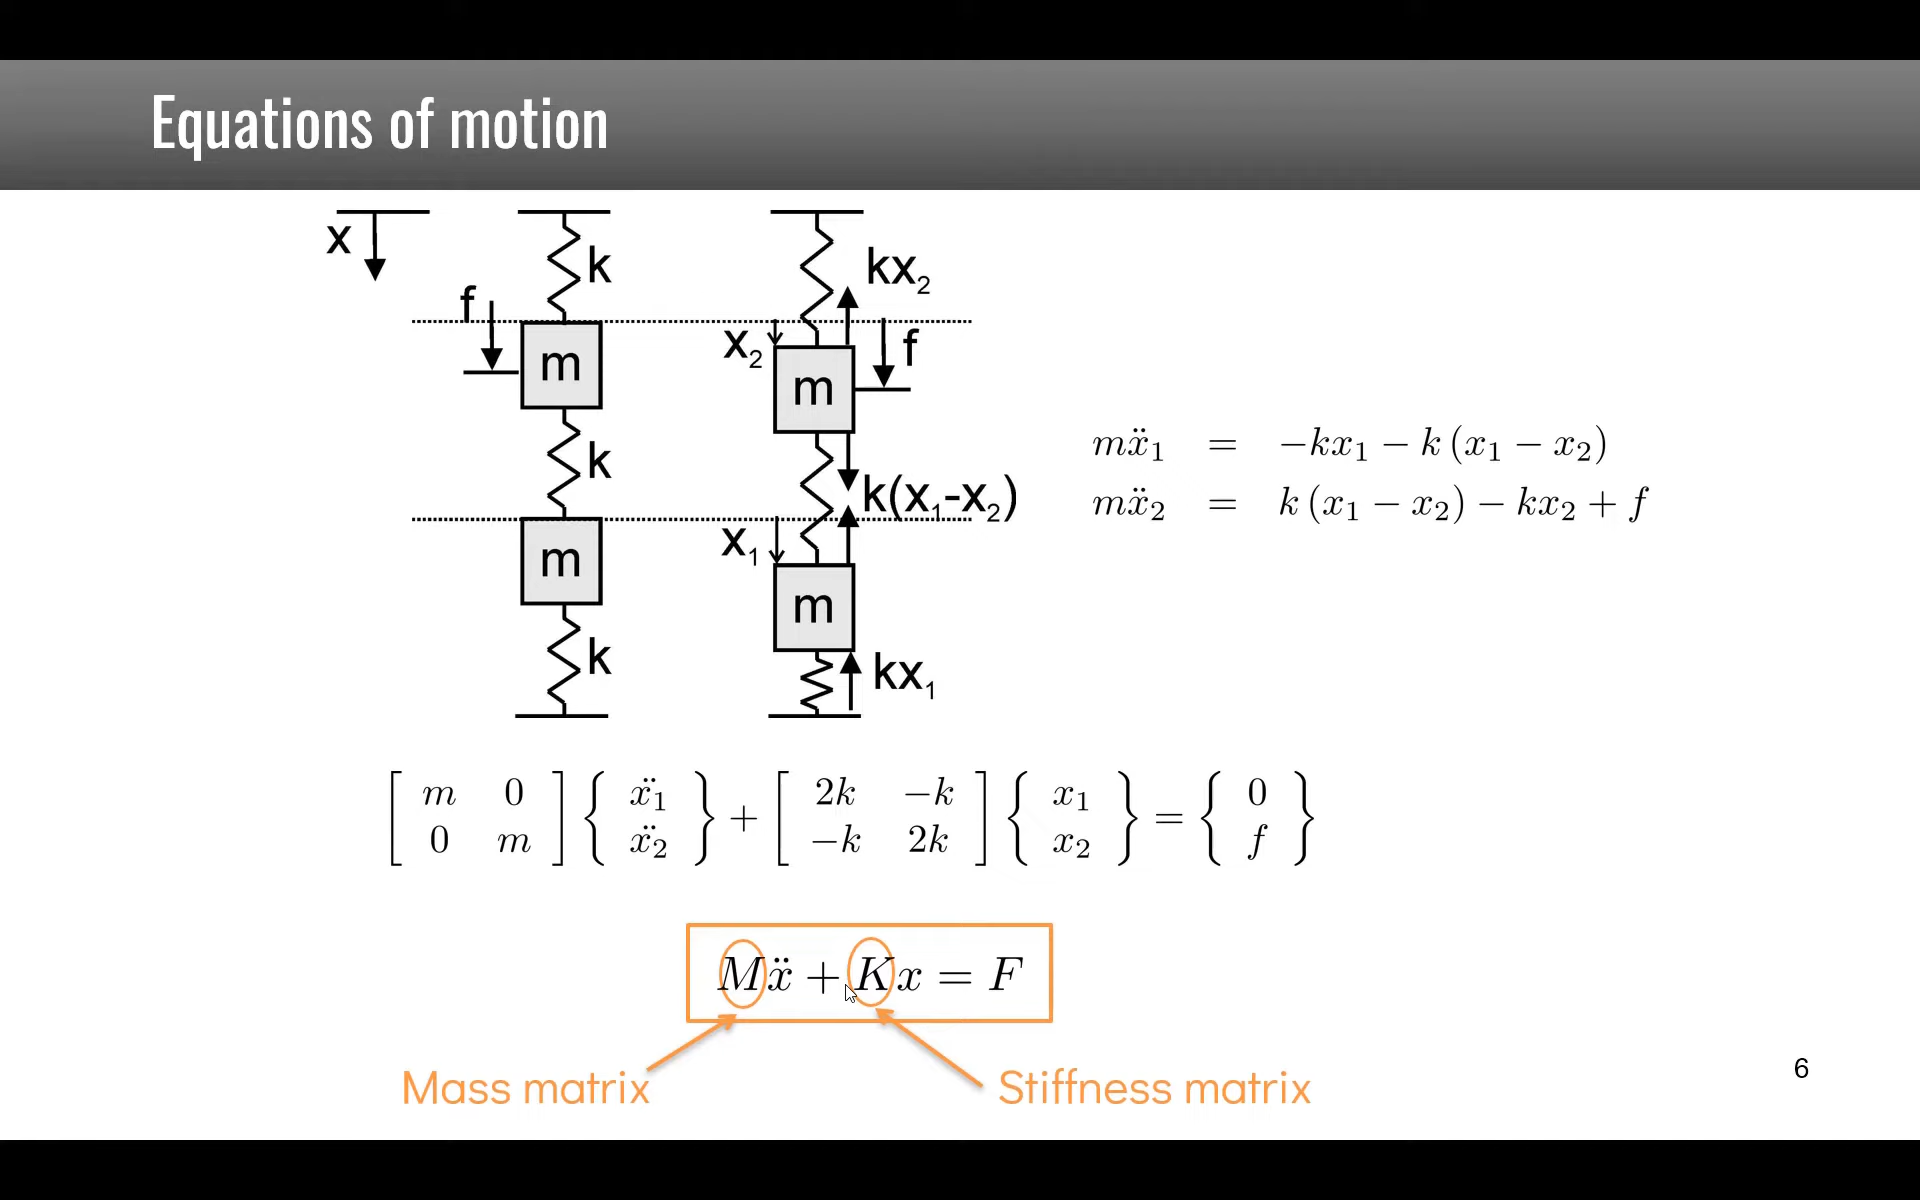 Equations of motion
x
k
kx₂
f
x₂
f
m
m
k
k(x₁-x₂)
x₁
m
m
k
kx₁
mẍ₁ = −kx₁ − k (x₁ − x₂)
mẍ₂ = k (x₁ − x₂) − kx₂ + f
[ m 0 ] { ẍ₁ } + [ 2k −k ] { x₁ } = { 0 }
[ 0 m ] { ẍ₂ } [ −k 2k ] { x₂ } { f }
Mẍ + Kx = F
Mass matrix
Stiffness matrix
6